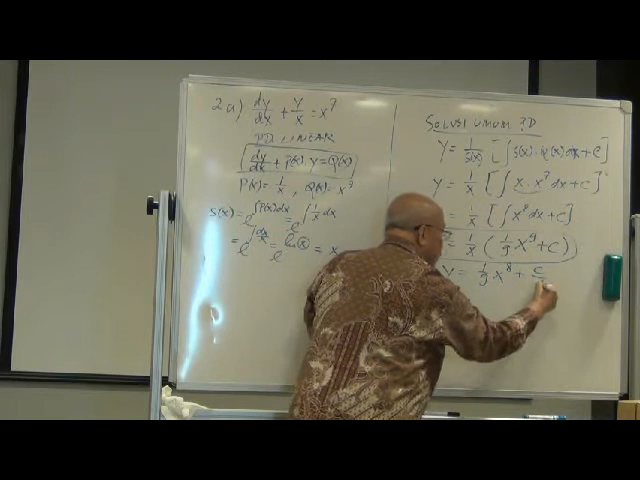 2a) dy/dx + y/x = x⁷
PD LINEAR
dy/dx + P(x) y = Q(x)
P(x) = 1/x , Q(x) = x⁷
S(x) = e^∫P(x)dx = e^∫1/x dx
= e^∫dx/x = e^ln x = x
SOLUSI UMUM PD
y = 1/S(x) [∫ S(x)·Q(x) dx + C]
y = 1/x [∫ x·x⁷ dx + C]
= 1/x [∫ x⁸ dx + C]
= 1/x (1/9 x⁹ + C)
y = 1/9 x⁸ + C